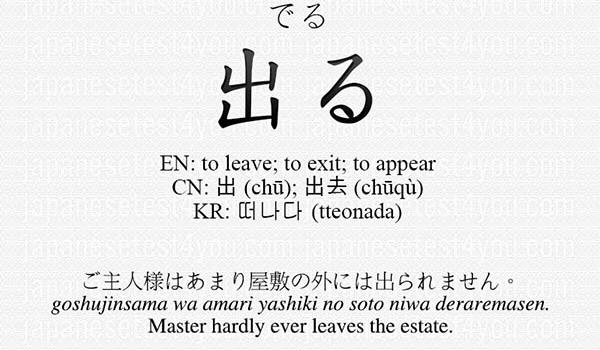 でる
出る
EN: to leave; to exit; to appear
CN: 出 (chū); 出去 (chūqù)
KR: 떠나다 (tteonada)
ご主人様はあまり屋敷の外には出られません。
goshujinsama wa amari yashiki no soto niwa deraremasen.
Master hardly ever leaves the estate.
japanesetest4you.com